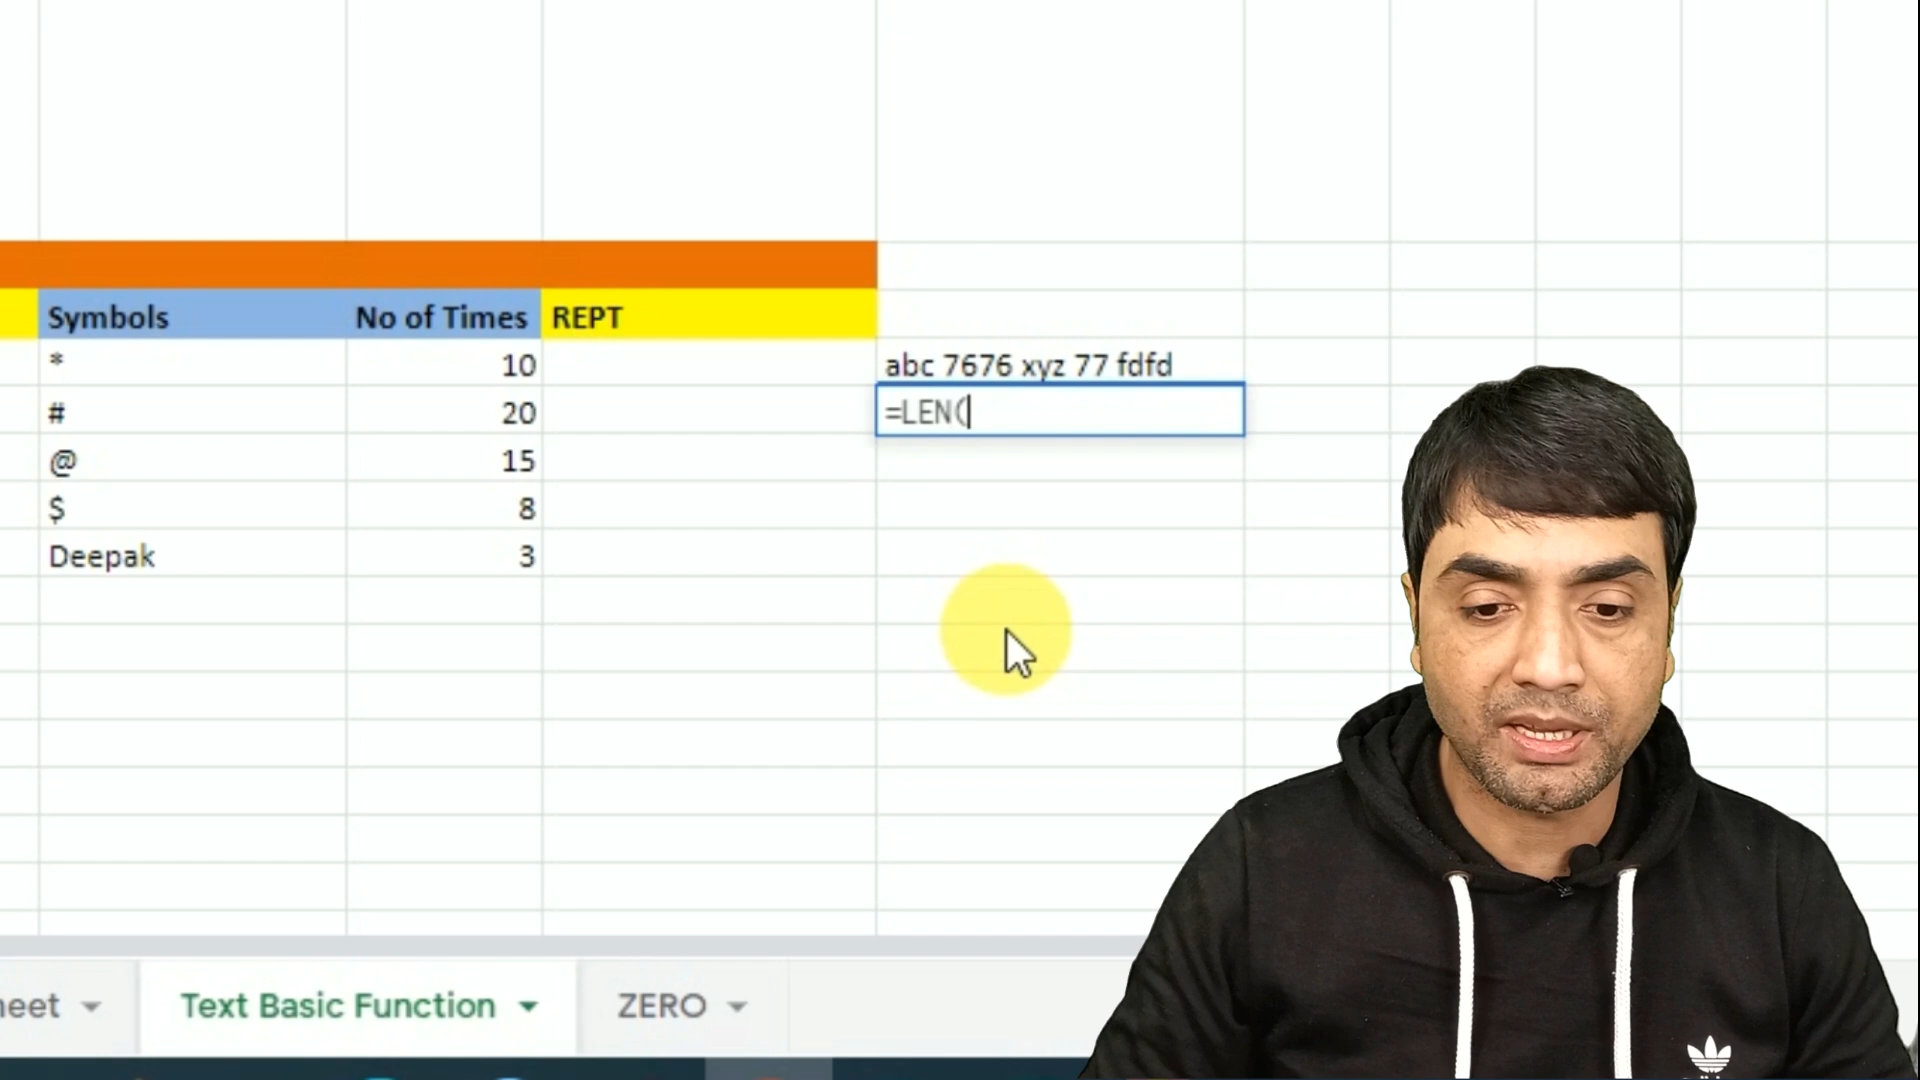 Symbols No of Times REPT
* 10 abc 7676 xyz 77 fdfd
# 20 =LEN(
@ 15
$ 8
Deepak 3
heet Text Basic Function ZERO